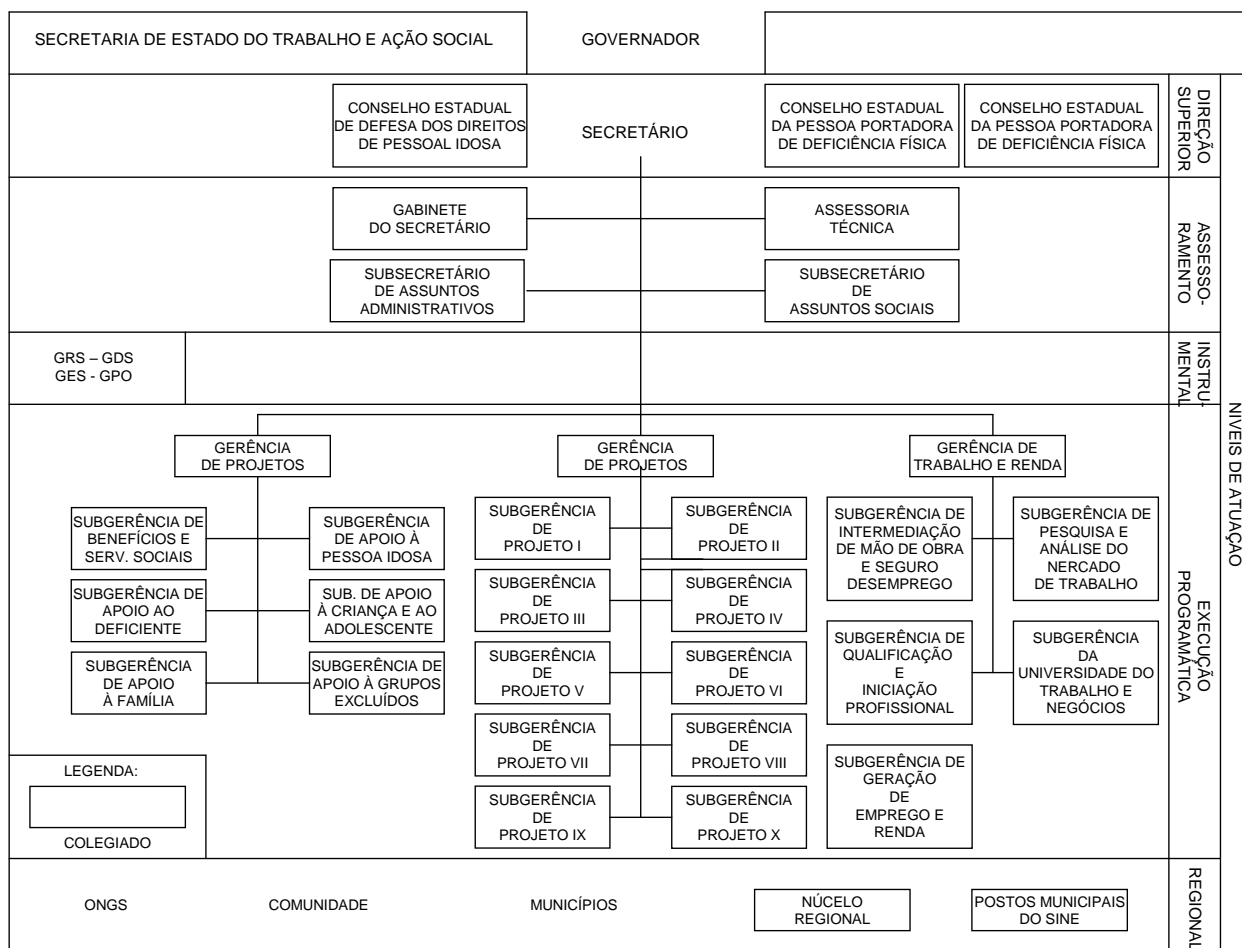 SECRETARIA DE ESTADO DO TRABALHO E AÇÃO SOCIAL
GOVERNADOR
CONSELHO ESTADUAL
DE DEFESA DOS DIREITOS
DE PESSOAL IDOSA
SECRETÁRIO
CONSELHO ESTADUAL
DA PESSOA PORTADORA
DE DEFICIÊNCIA FÍSICA
CONSELHO ESTADUAL
DA PESSOA PORTADORA
DE DEFICIÊNCIA FÍSICA
DIREÇÃO
SUPERIOR
GABINETE
DO SECRETÁRIO
ASSESSORIA
TÉCNICA
SUBSECRETÁRIO
DE ASSUNTOS
ADMINISTRATIVOS
SUBSECRETÁRIO
DE
ASSUNTOS SOCIAIS
ASSESSO-
RAMENTO
GRS – GDS
GES - GPO
INSTRU-
MENTAL
NIVEIS DE ATUAÇÃO
GERÊNCIA
DE PROJETOS
GERÊNCIA
DE PROJETOS
GERÊNCIA DE
TRABALHO E RENDA
SUBGERÊNCIA DE
BENEFÍCIOS E
SERV. SOCIAIS
SUBGERÊNCIA
DE APOIO À
PESSOA IDOSA
SUBGERÊNCIA DE
APOIO AO
DEFICIENTE
SUB. DE APOIO
À CRIANÇA E AO
ADOLESCENTE
SUBGERÊNCIA
DE APOIO
À FAMÍLIA
SUBGERÊNCIA DE
APOIO À GRUPOS
EXCLUÍDOS
SUBGERÊNCIA
DE
PROJETO I
SUBGERÊNCIA
DE
PROJETO II
SUBGERÊNCIA
DE
PROJETO III
SUBGERÊNCIA
DE
PROJETO IV
SUBGERÊNCIA
DE
PROJETO V
SUBGERÊNCIA
DE
PROJETO VI
SUBGERÊNCIA
DE
PROJETO VII
SUBGERÊNCIA
DE
PROJETO VIII
SUBGERÊNCIA
DE
PROJETO IX
SUBGERÊNCIA
DE
PROJETO X
SUBGERÊNCIA DE
INTERMEDIAÇÃO
DE MÃO DE OBRA
E SEGURO
DESEMPREGO
SUBGERÊNCIA DE
PESQUISA E
ANÁLISE DO
NERCADO
DE TRABALHO
SUBGERÊNCIA DE
QUALIFICAÇÃO
E
INICIAÇÃO
PROFISSIONAL
SUBGERÊNCIA
DA
UNIVERSIDADE DO
TRABALHO E
NEGÓCIOS
SUBGERÊNCIA DE
GERAÇÃO
DE
EMPREGO E
RENDA
EXECUÇÃO
PROGRAMÁTICA
LEGENDA:
COLEGIADO
ONGS
COMUNIDADE
MUNICÍPIOS
NÚCELO
REGIONAL
POSTOS MUNICIPAIS
DO SINE
REGIONAL